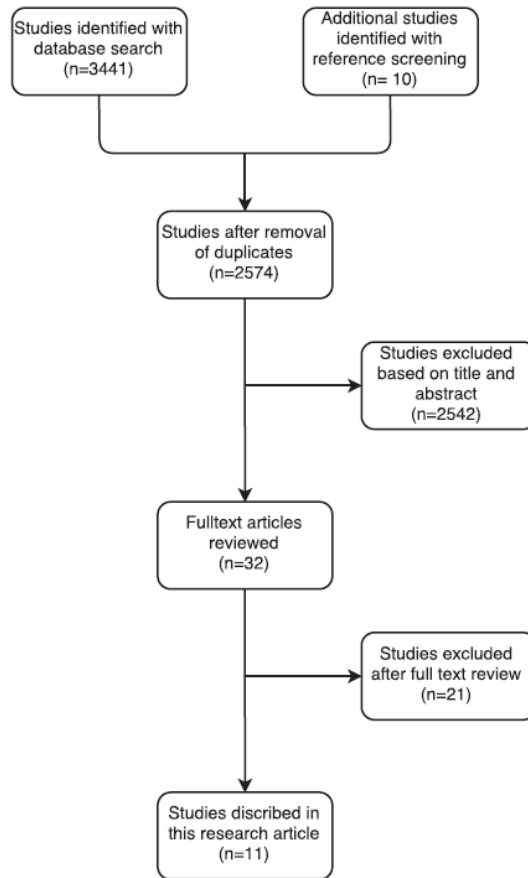 Studies identified with
database search
(n=3441)
Additional studies
identified with
reference screening
(n= 10)
Studies after removal
of duplicates
(n=2574)
Studies excluded
based on title and
abstract
(n=2542)
Fulltext articles
reviewed
(n=32)
Studies excluded
after full text review
(n=21)
Studies discribed in
this research article
(n=11)